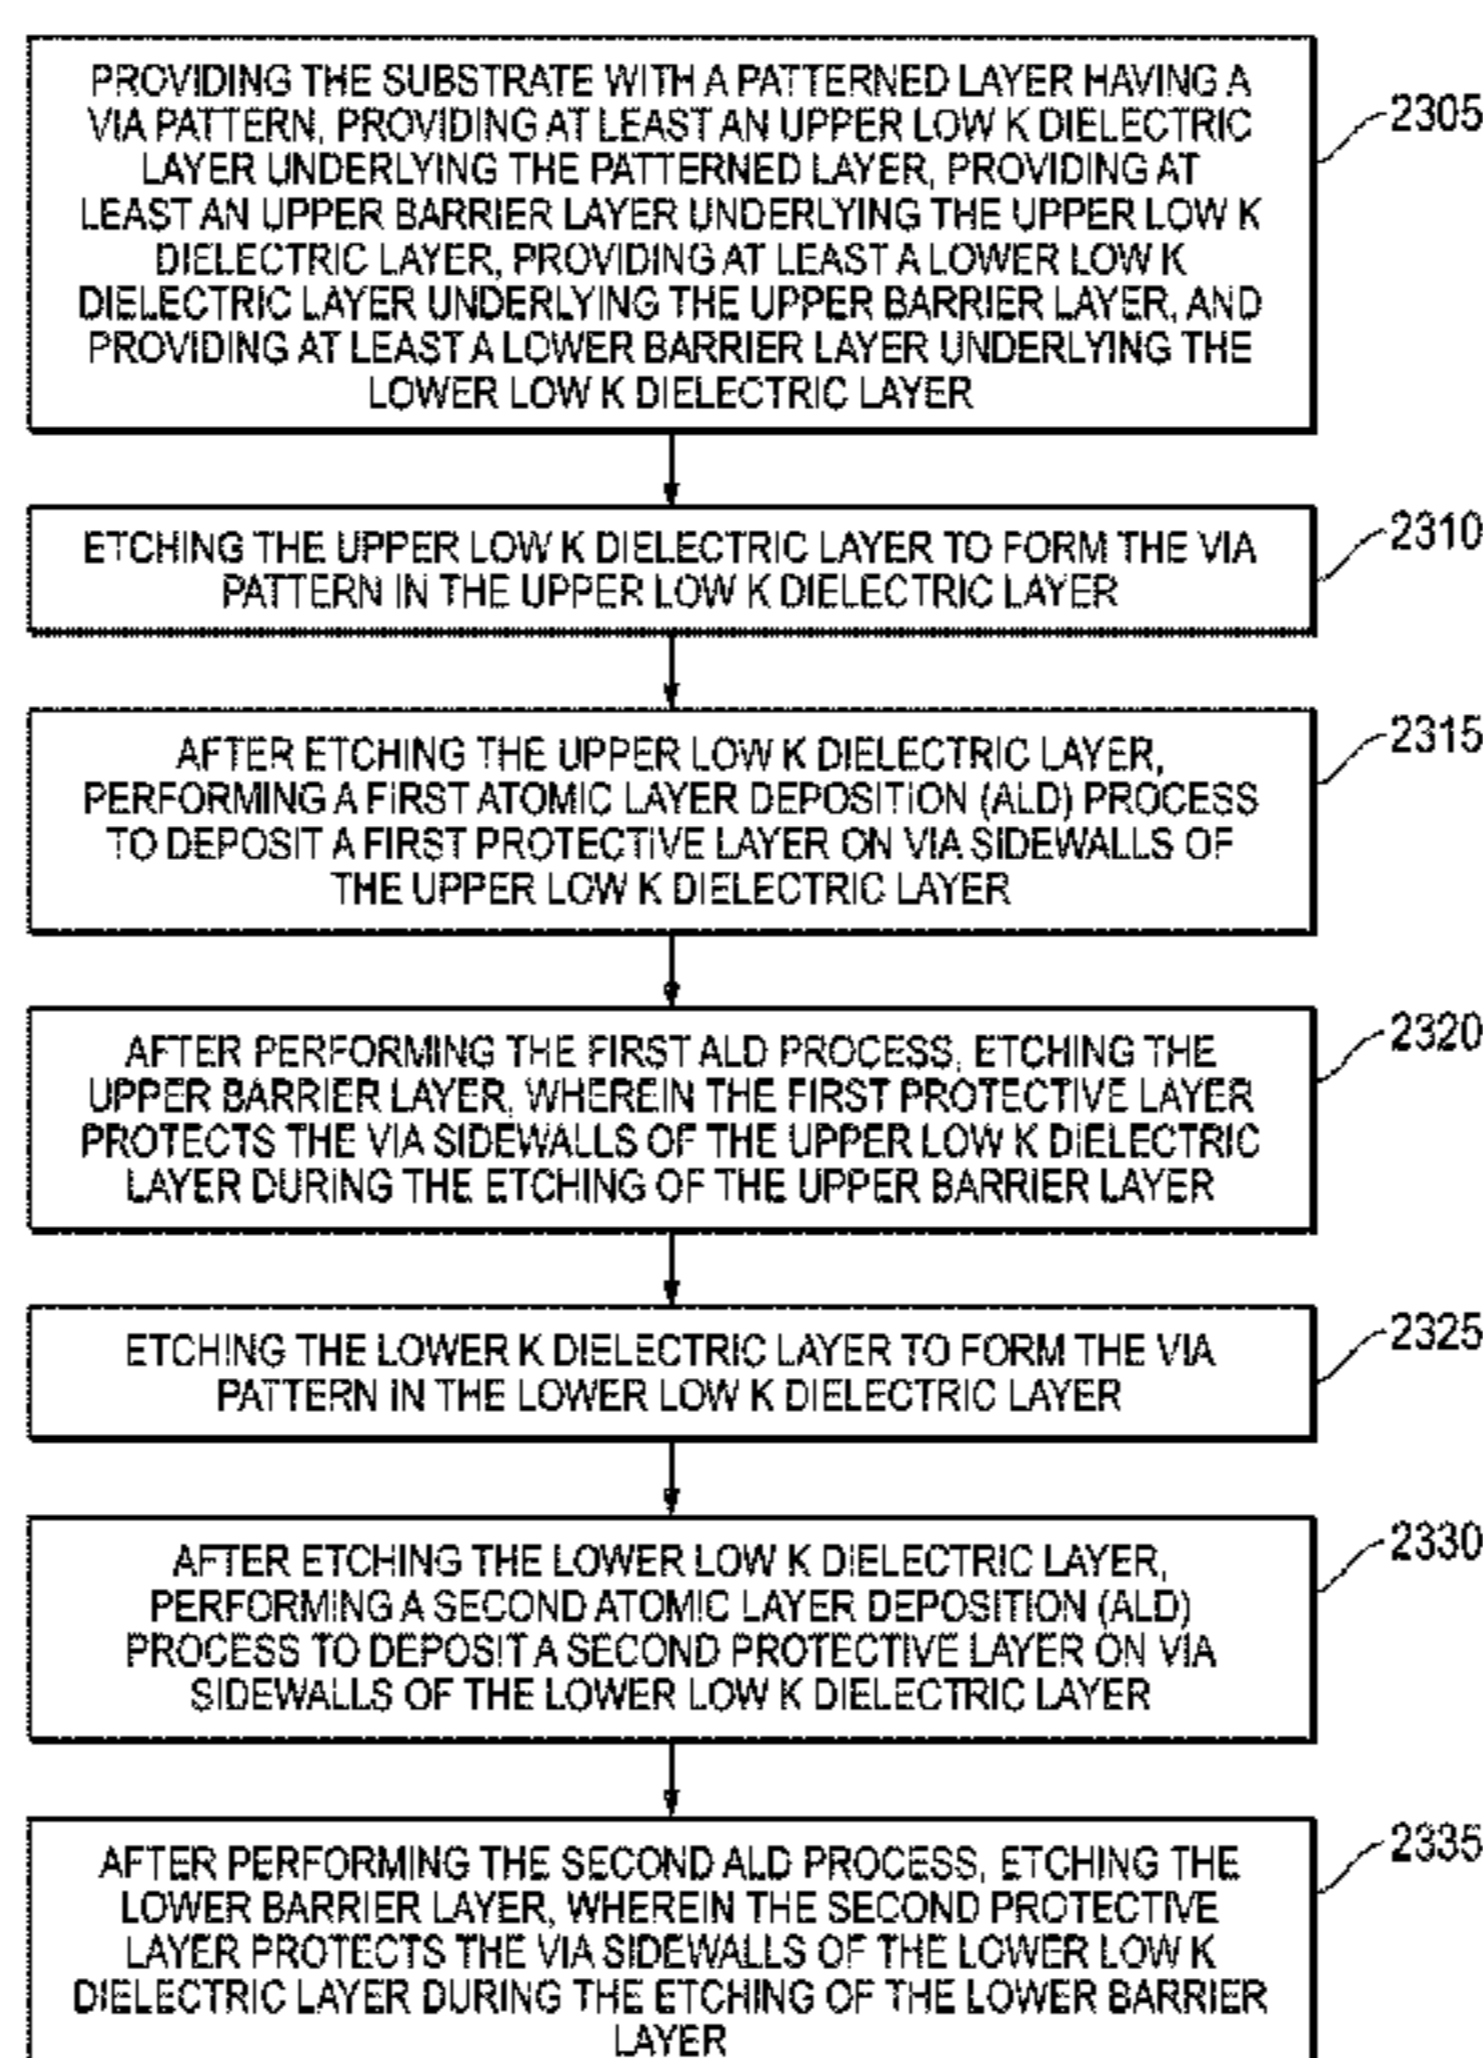 PROVIDING THE SUBSTRATE WITH A PATTERNED LAYER HAVING A
VIA PATTERN, PROVIDING AT LEAST AN UPPER LOW K DIELECTRIC
LAYER UNDERLYING THE PATTERNED LAYER, PROVIDING AT
LEAST AN UPPER BARRIER LAYER UNDERLYING THE UPPER LOW K
DIELECTRIC LAYER, PROVIDING AT LEAST A LOWER LOW K
DIELECTRIC LAYER UNDERLYING THE UPPER BARRIER LAYER, AND
PROVIDING AT LEAST A LOWER BARRIER LAYER UNDERLYING THE
LOWER LOW K DIELECTRIC LAYER
2305
ETCHING THE UPPER LOW K DIELECTRIC LAYER TO FORM THE VIA
PATTERN IN THE UPPER LOW K DIELECTRIC LAYER
2310
AFTER ETCHING THE UPPER LOW K DIELECTRIC LAYER,
PERFORMING A FIRST ATOMIC LAYER DEPOSITION (ALD) PROCESS
TO DEPOSIT A FIRST PROTECTIVE LAYER ON VIA SIDEWALLS OF
THE UPPER LOW K DIELECTRIC LAYER
2315
AFTER PERFORMING THE FIRST ALD PROCESS, ETCHING THE
UPPER BARRIER LAYER, WHEREIN THE FIRST PROTECTIVE LAYER
PROTECTS THE VIA SIDEWALLS OF THE UPPER LOW K DIELECTRIC
LAYER DURING THE ETCHING OF THE UPPER BARRIER LAYER
2320
ETCHING THE LOWER K DIELECTRIC LAYER TO FORM THE VIA
PATTERN IN THE LOWER LOW K DIELECTRIC LAYER
2325
AFTER ETCHING THE LOWER LOW K DIELECTRIC LAYER,
PERFORMING A SECOND ATOMIC LAYER DEPOSITION (ALD)
PROCESS TO DEPOSIT A SECOND PROTECTIVE LAYER ON VIA
SIDEWALLS OF THE LOWER LOW K DIELECTRIC LAYER
2330
AFTER PERFORMING THE SECOND ALD PROCESS, ETCHING THE
LOWER BARRIER LAYER, WHEREIN THE SECOND PROTECTIVE
LAYER PROTECTS THE VIA SIDEWALLS OF THE LOWER LOW K
DIELECTRIC LAYER DURING THE ETCHING OF THE LOWER BARRIER
LAYER
2335